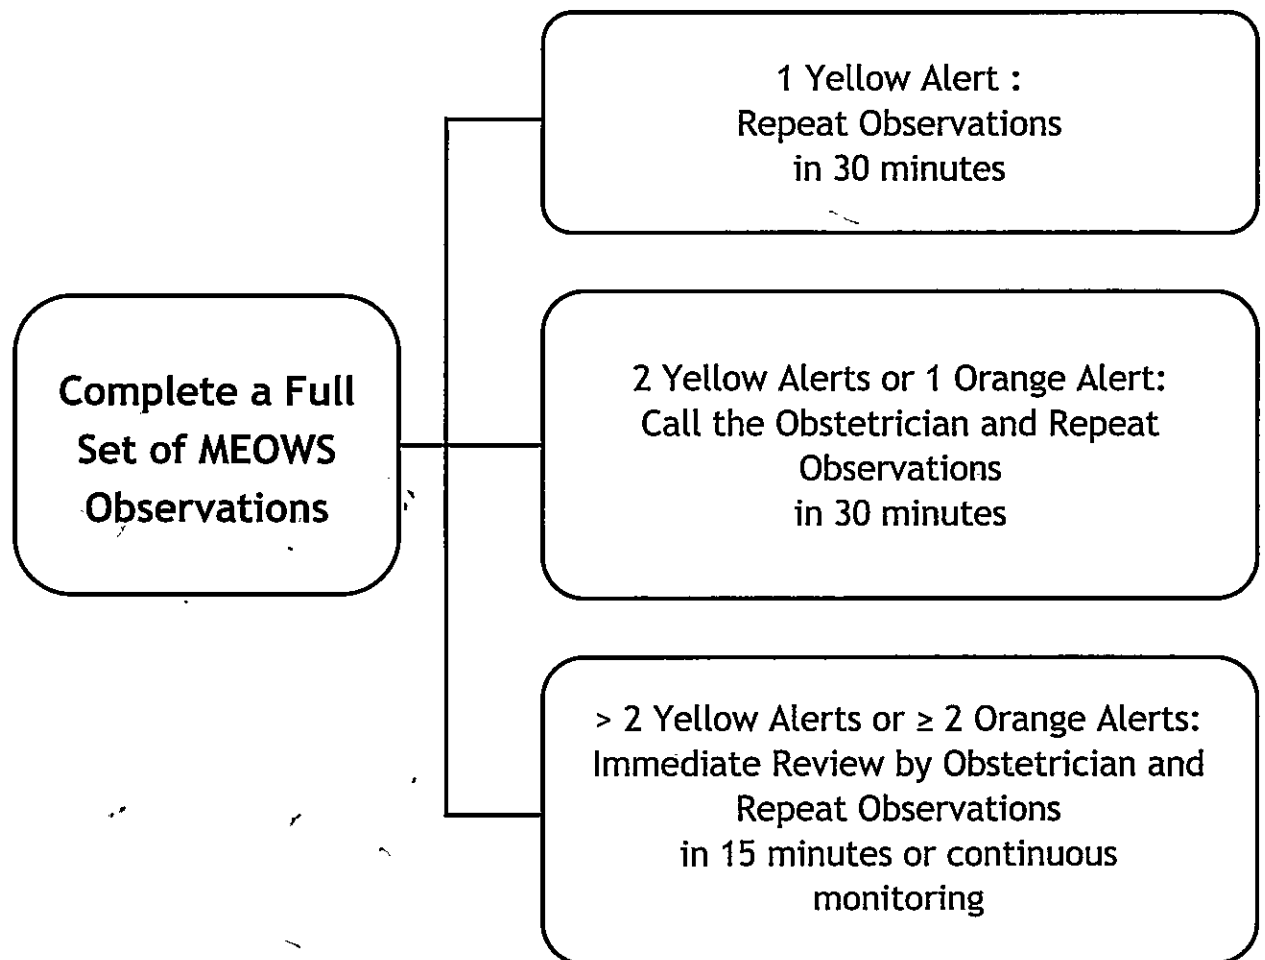 1 Yellow Alert :
Repeat Observations
in 30 minutes
Complete a Full
Set of MEOWS
Observations
2 Yellow Alerts or 1 Orange Alert:
Call the Obstetrician and Repeat
Observations
in 30 minutes
> 2 Yellow Alerts or ≥ 2 Orange Alerts:
Immediate Review by Obstetrician and
Repeat Observations
in 15 minutes or continuous
monitoring